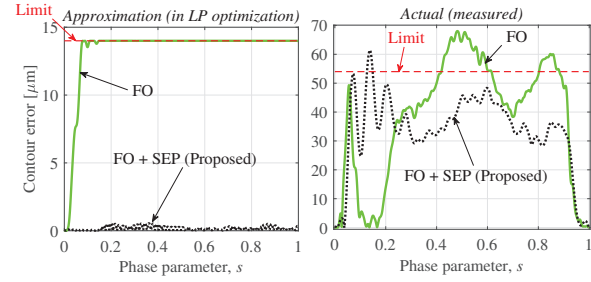 Approximation (in LP optimization)
Limit
15
10
5
0
Contour error [μm]
FO
FO + SEP (Proposed)
0 0.2 0.4 0.6 0.8 1
Phase parameter, s
Actual (measured)
70
60
50
40
30
20
10
0
Limit
FO
FO + SEP (Proposed)
0 0.2 0.4 0.6 0.8 1
Phase parameter, s